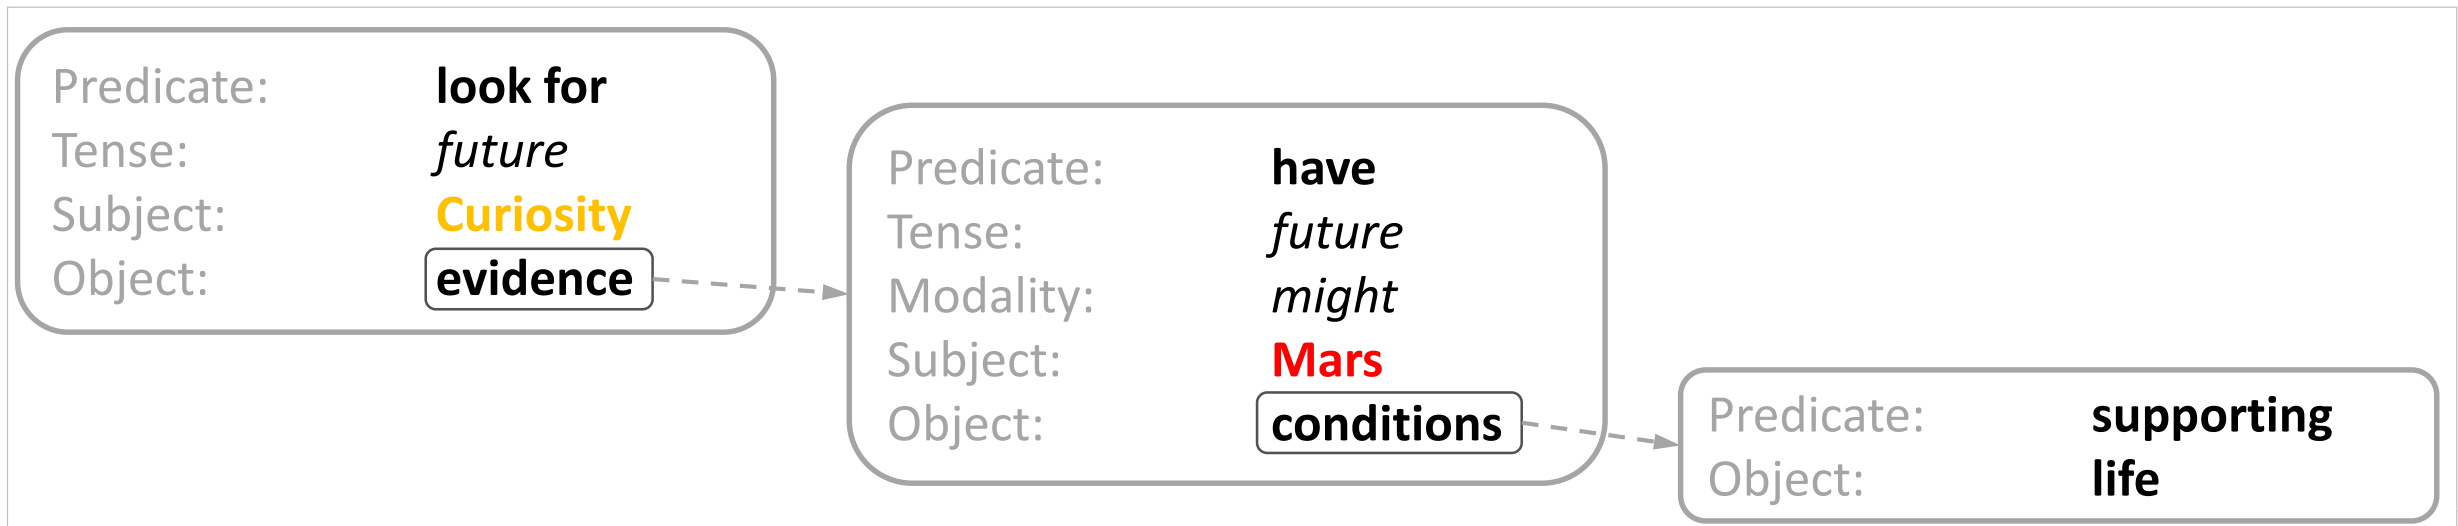 Predicate: look for
Tense: future
Subject: Curiosity
Object: evidence
Predicate: have
Tense: future
Modality: might
Subject: Mars
Object: conditions
Predicate: supporting
Object: life